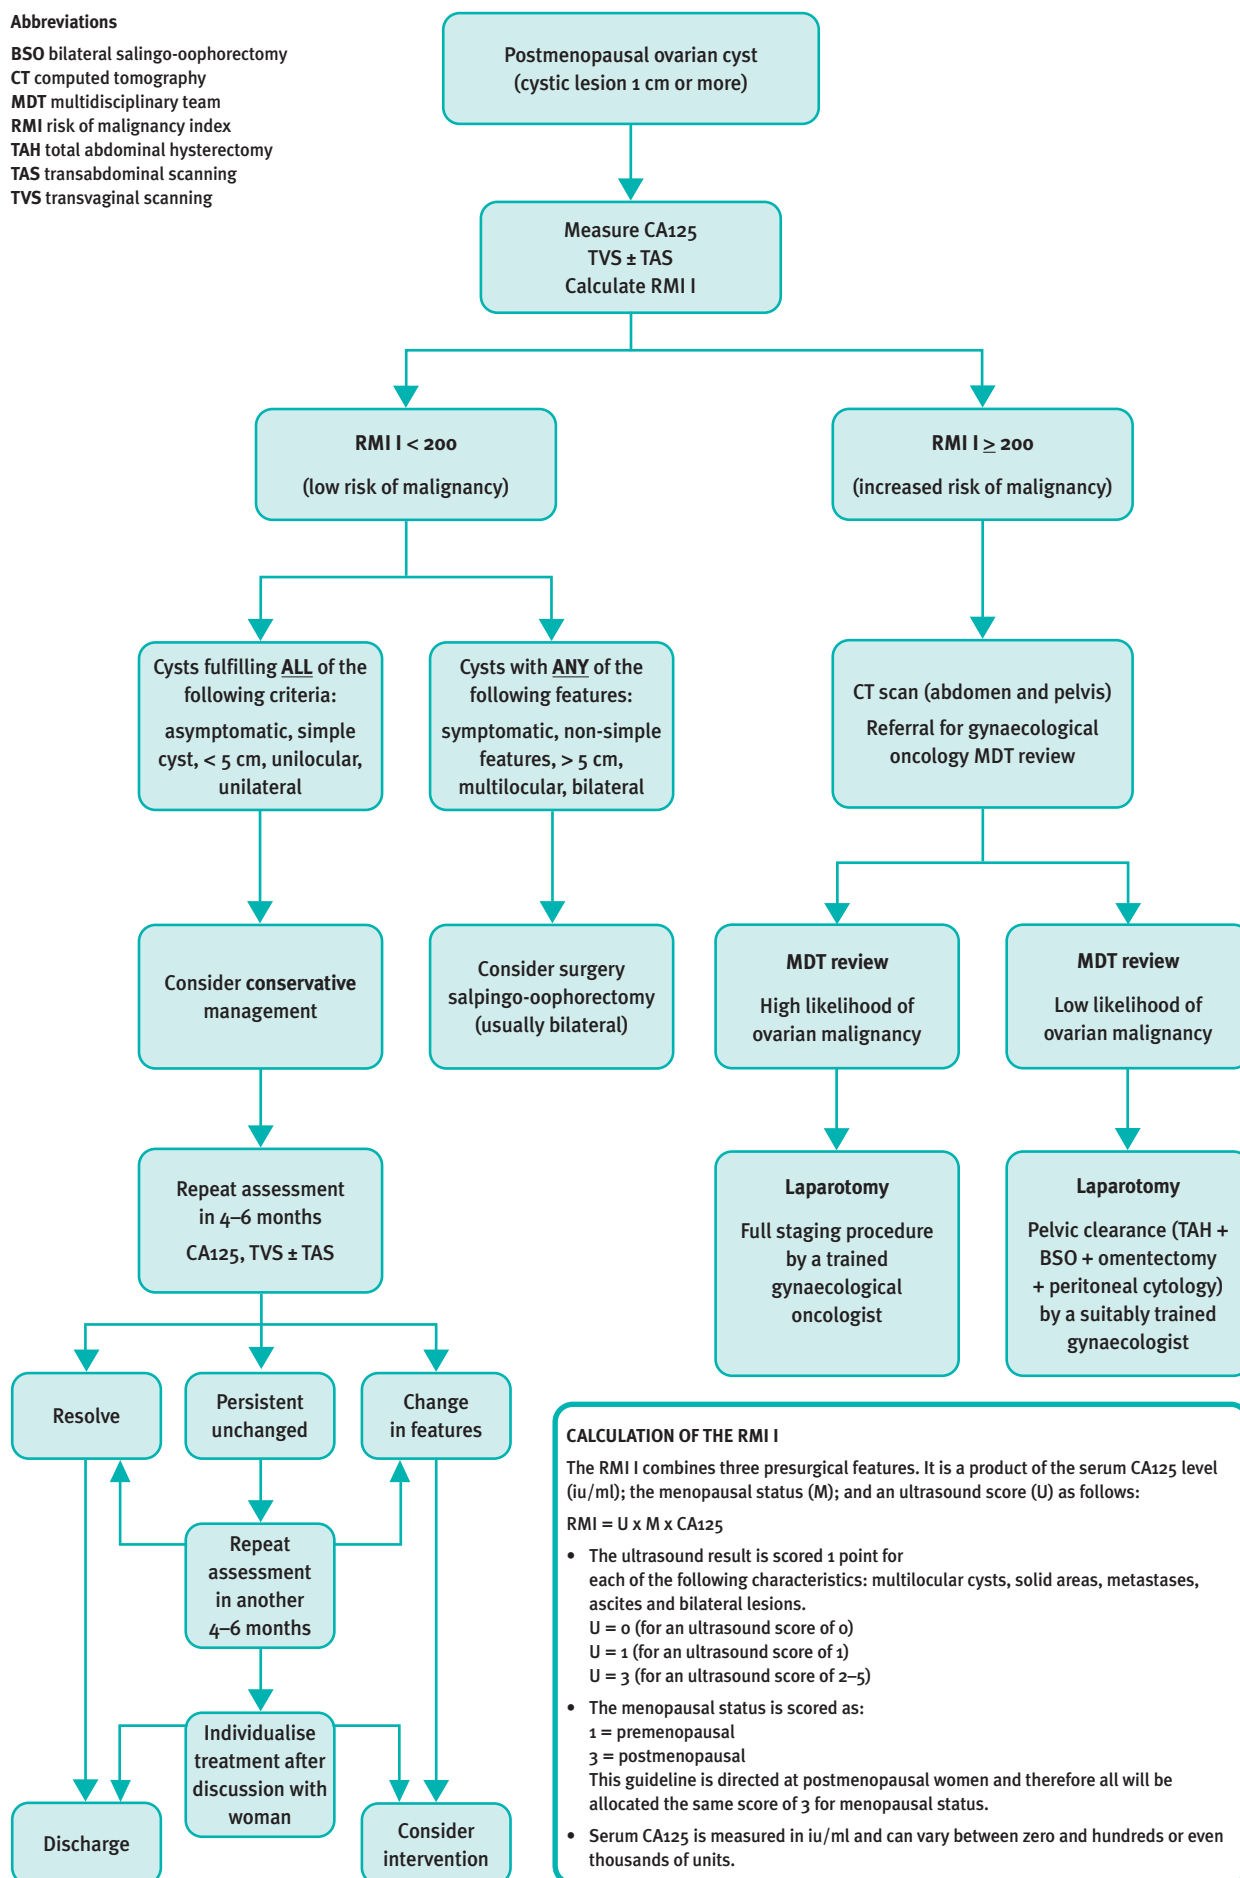 Abbreviations
BSO bilateral salingo-oophorectomy
CT computed tomography
MDT multidisciplinary team
RMI risk of malignancy index
TAH total abdominal hysterectomy
TAS transabdominal scanning
TVS transvaginal scanning
Postmenopausal ovarian cyst
(cystic lesion 1 cm or more)
Measure CA125
TVS ± TAS
Calculate RMI I
RMI I < 200
(low risk of malignancy)
RMI I ≥ 200
(increased risk of malignancy)
Cysts fulfilling ALL of the
following criteria:
asymptomatic, simple
cyst, < 5 cm, unilocular,
unilateral
Cysts with ANY of the
following features:
symptomatic, non-simple
features, > 5 cm,
multilocular, bilateral
CT scan (abdomen and pelvis)
Referral for gynaecological
oncology MDT review
Consider conservative
management
Consider surgery
salpingo-oophorectomy
(usually bilateral)
MDT review
High likelihood of
ovarian malignancy
MDT review
Low likelihood of
ovarian malignancy
Repeat assessment
in 4–6 months
CA125, TVS ± TAS
Laparotomy
Full staging procedure
by a trained
gynaecological
oncologist
Laparotomy
Pelvic clearance (TAH +
BSO + omentectomy
+ peritoneal cytology)
by a suitably trained
gynaecologist
Resolve
Persistent
unchanged
Change
in features
Repeat
assessment
in another
4–6 months
Individualise
treatment after
discussion with
woman
Discharge
Consider
intervention
CALCULATION OF THE RMI I
The RMI I combines three presurgical features. It is a product of the serum CA125 level
(iu/ml); the menopausal status (M); and an ultrasound score (U) as follows:
RMI = U x M x CA125
• The ultrasound result is scored 1 point for
each of the following characteristics: multilocular cysts, solid areas, metastases,
ascites and bilateral lesions.
U = 0 (for an ultrasound score of 0)
U = 1 (for an ultrasound score of 1)
U = 3 (for an ultrasound score of 2–5)
• The menopausal status is scored as:
1 = premenopausal
3 = postmenopausal
This guideline is directed at postmenopausal women and therefore all will be
allocated the same score of 3 for menopausal status.
• Serum CA125 is measured in iu/ml and can vary between zero and hundreds or even
thousands of units.